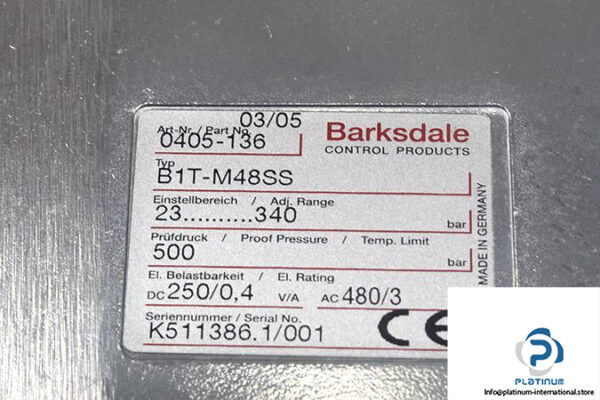 03/05
Art-Nr./Part No.
0405-136
Barksdale
CONTROL PRODUCTS
Typ
B1T-M48SS
Einstellbereich / Adj. Range
23..........340 bar
Prüfdruck / Proof Pressure / Temp. Limit
500 bar
El. Belastbarkeit / El. Rating
DC 250/0,4 V/A AC 480/3
Seriennummer / Serial No.
K511386.1/001
CE
MADE IN GERMANY
PLATINUM
Info@platinum-international.store